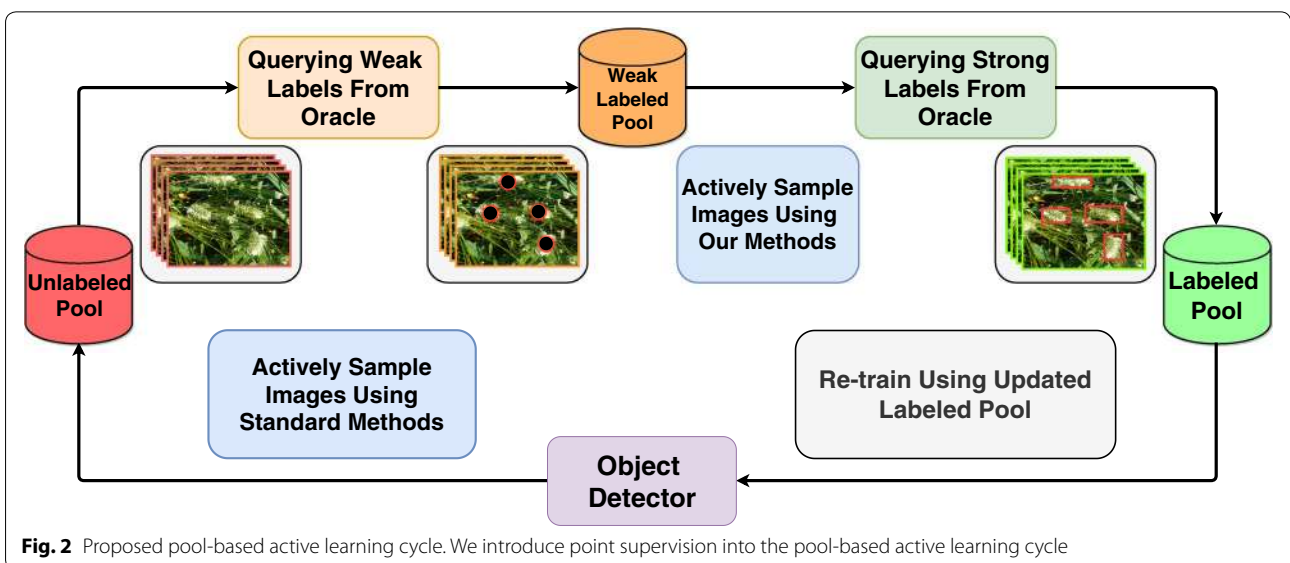 Querying Weak
Labels From
Oracle
Weak
Labeled
Pool
Querying Strong
Labels From
Oracle
Actively Sample
Images Using
Our Methods
Unlabeled
Pool
Labeled
Pool
Actively Sample
Images Using
Standard Methods
Re-train Using Updated
Labeled Pool
Object
Detector
Fig. 2 Proposed pool-based active learning cycle. We introduce point supervision into the pool-based active learning cycle